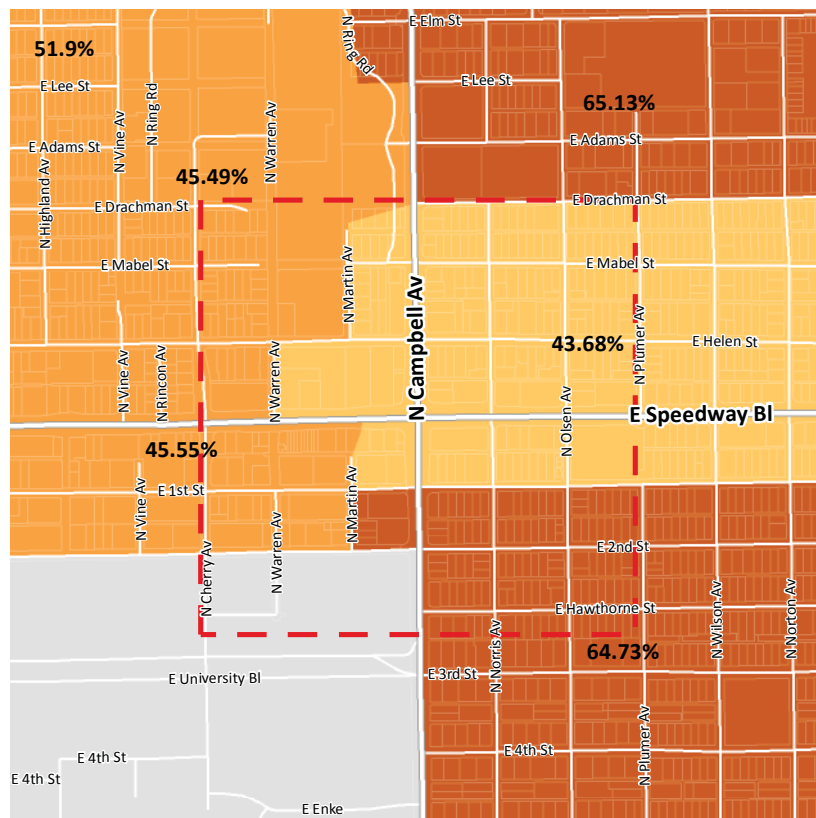 E Elm St
N Ring Rd
51.9%
E Lee St
E Lee St
N Ring Rd
65.13%
N Vine Av
N Warren Av
E Adams St
E Adams St
45.49%
N Highland Av
E Drachman St
E Drachman St
E Mabel St
E Mabel St
N Martin Av
N Campbell Av
N Plumer Av
43.68%
E Helen St
N Vine Av
N Rincon Av
N Warren Av
N Olsen Av
E Speedway Bl
45.55%
E 1st St
N Vine Av
N Martin Av
N Warren Av
E 2nd St
N Cherry Av
E Hawthorne St
N Wilson Av
N Norton Av
N Norris Av
64.73%
E University Bl
E 3rd St
N Plumer Av
E 4th St
E 4th St
E 4th St
E Enke